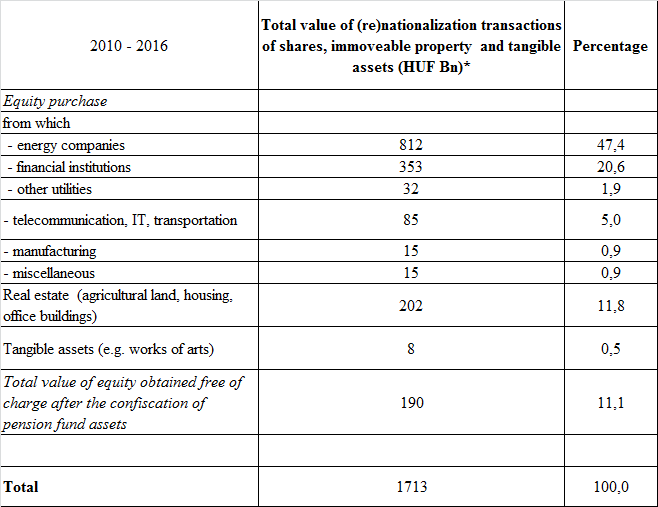 2010 - 2016
Total value of (re)nationalization transactions
of shares, immoveable property and tangible
assets (HUF Bn)*
Percentage
Equity purchase
from which
- energy companies 812 47,4
- financial institutions 353 20,6
- other utilities 32 1,9
- telecommunication, IT, transportation 85 5,0
- manufacturing 15 0,9
- miscellaneous 15 0,9
Real estate (agricultural land, housing,
office buildings) 202 11,8
Tangible assets (e.g. works of arts) 8 0,5
Total value of equity obtained free of
charge after the confiscation of
pension fund assets 190 11,1
Total 1713 100,0